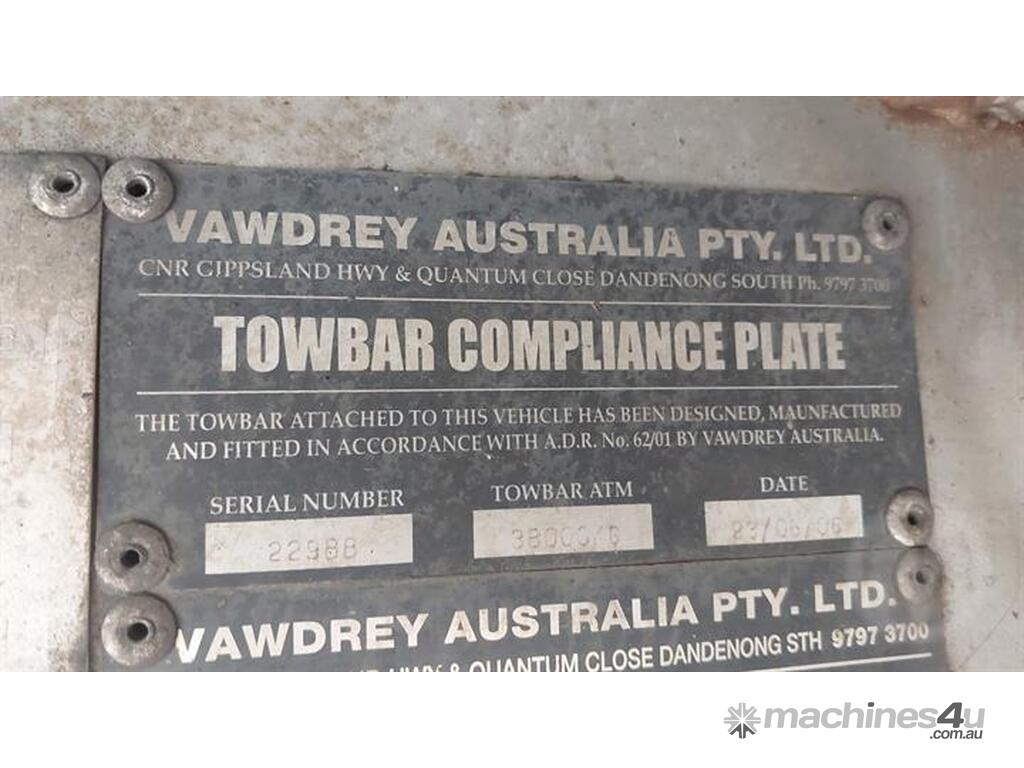 VAWDREY AUSTRALIA PTY. LTD.
CNR GIPPSLAND HWY & QUANTUM CLOSE DANDENONG SOUTH Ph. 9797 3700
TOWBAR COMPLIANCE PLATE
THE TOWBAR ATTACHED TO THIS VEHICLE HAS BEEN DESIGNED, MAUNFACTURED
AND FITTED IN ACCORDANCE WITH A.D.R. No. 62/01 BY VAWDREY AUSTRALIA.
SERIAL NUMBER TOWBAR ATM DATE
VAWDREY AUSTRALIA PTY. LTD.
HWY & QUANTUM CLOSE DANDENONG STH 9797 3700
machines4u
.com.au